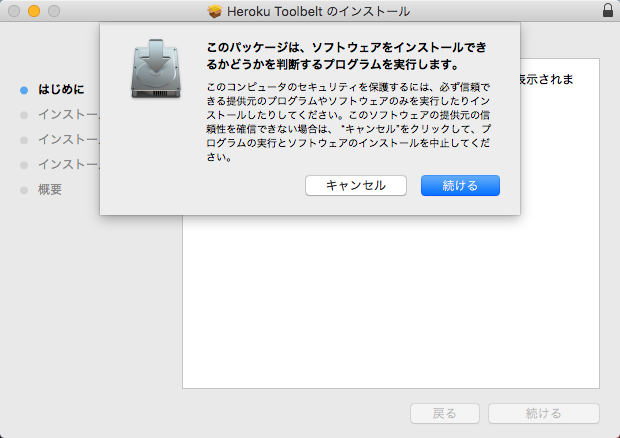 Heroku Toolbelt のインストール
このパッケージは、ソフトウェアをインストールでき
るかどうかを判断するプログラムを実行します。
このコンピュータのセキュリティを保護するには、必ず信頼で
きる提供元のプログラムやソフトウェアのみを実行したりイン
ストールしたりしてください。このソフトウェアの提供元の信
頼性を確信できない場合は、“キャンセル”をクリックして、プ
ログラムの実行とソフトウェアのインストールを中止してくだ
さい。
キャンセル
続ける
はじめに
インストー
インストー
インストー
概要
表示されま
戻る
続ける